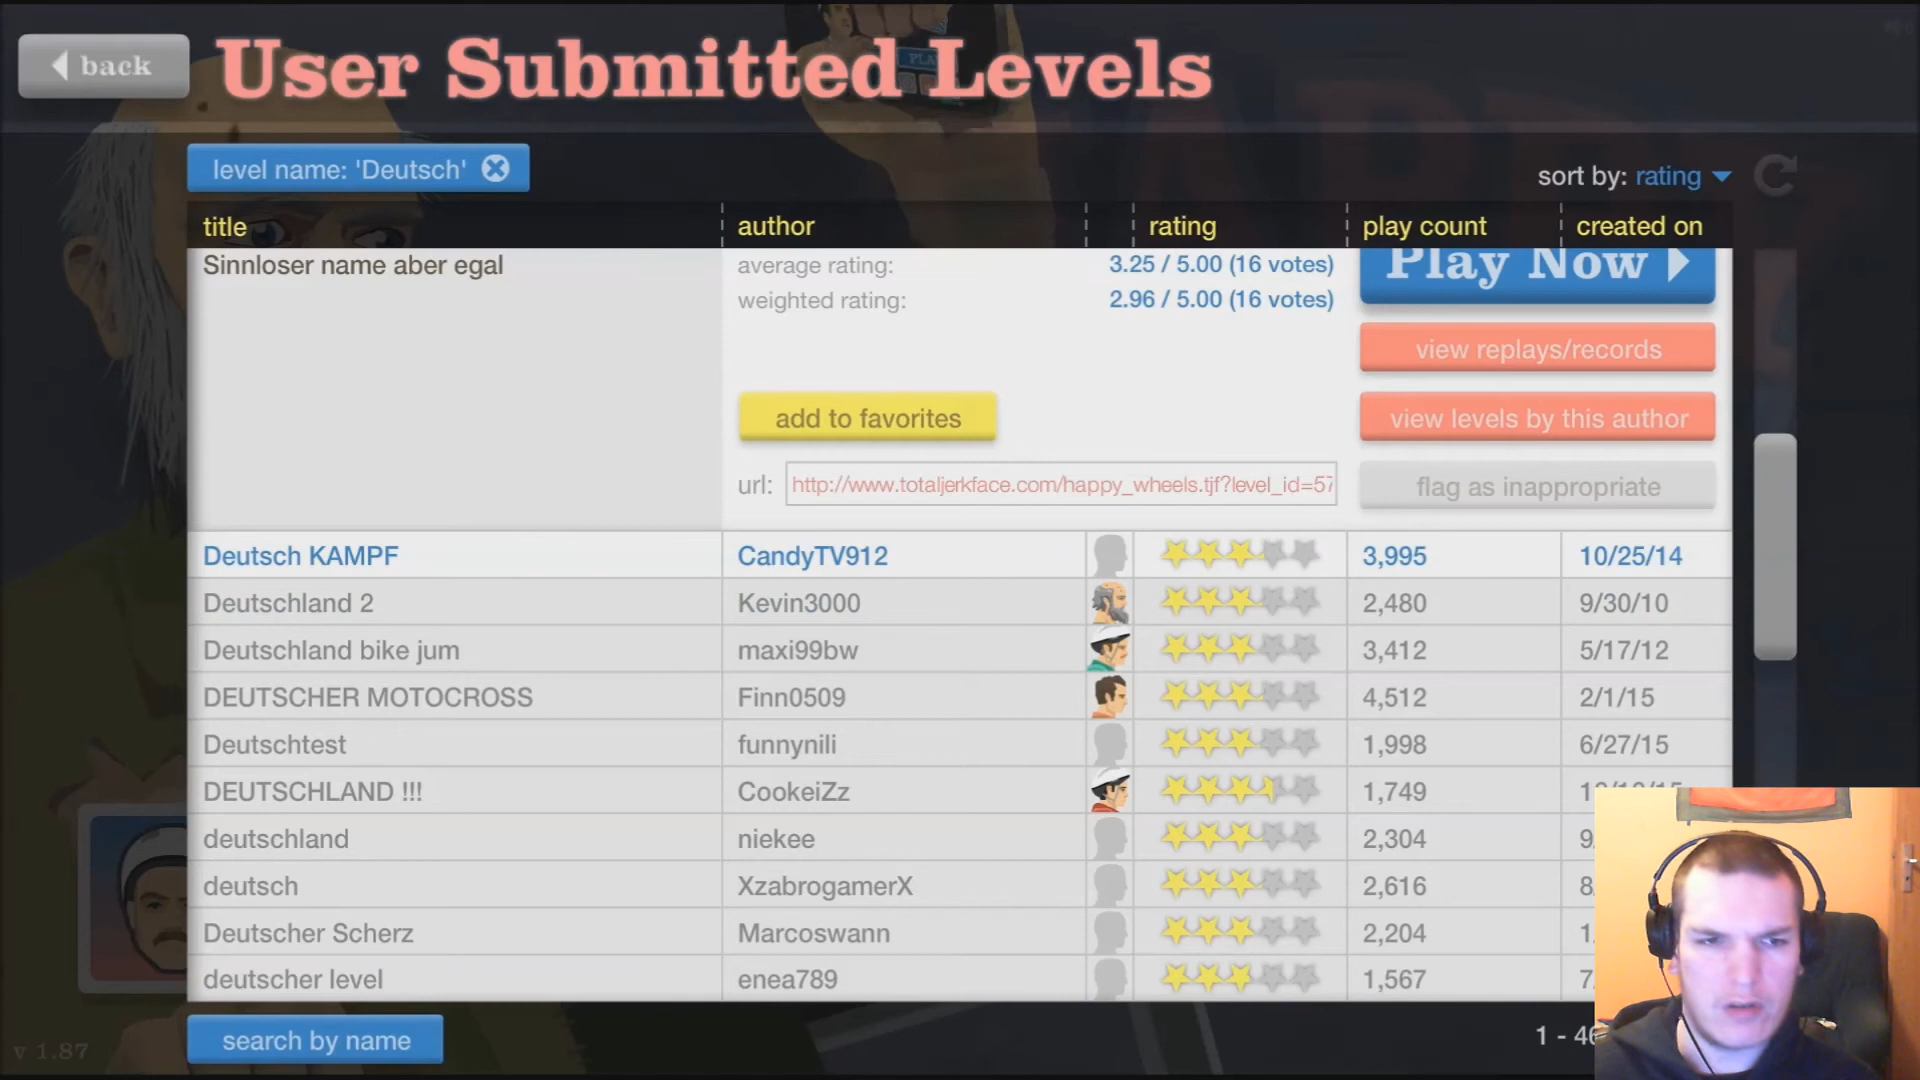 back
User Submitted Levels
level name: 'Deutsch'
sort by: rating
title author rating play count created on
Sinnloser name aber egal
average rating: 3.25 / 5.00 (16 votes)
weighted rating: 2.96 / 5.00 (16 votes)
Play Now
view replays/records
add to favorites
view levels by this author
url: http://www.totaljerkface.com/happy_wheels.tjf?level_id=57
flag as inappropriate
Deutsch KAMPF CandyTV912 3,995 10/25/14
Deutschland 2 Kevin3000 2,480 9/30/10
Deutschland bike jum maxi99bw 3,412 5/17/12
DEUTSCHER MOTOCROSS Finn0509 4,512 2/1/15
Deutschtest funnynili 1,998 6/27/15
DEUTSCHLAND !!! CookeiZz 1,749
deutschland niekee 2,304
deutsch XzabrogamerX 2,616
Deutscher Scherz Marcoswann 2,204
deutscher level enea789 1,567
search by name
1 - 46
v 1.87